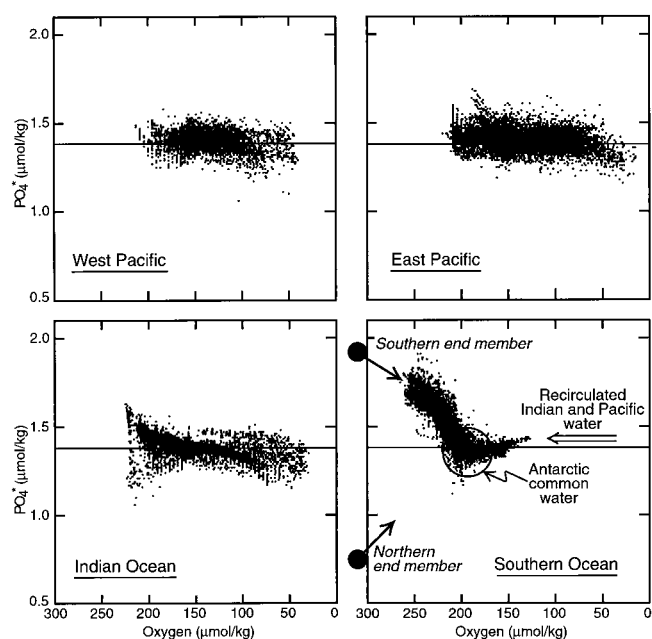 2.0
1.5
1.0
0.5
PO4* (μmol/kg)
West Pacific
East Pacific
2.0
1.5
1.0
0.5
PO4* (μmol/kg)
300 250 200 150 100 50 0
Oxygen (μmol/kg)
Indian Ocean
Southern end member
Recirculated
Indian and Pacific
water
Antarctic
common
water
Northern
end member
Southern Ocean
300 250 200 150 100 50 0
Oxygen (μmol/kg)